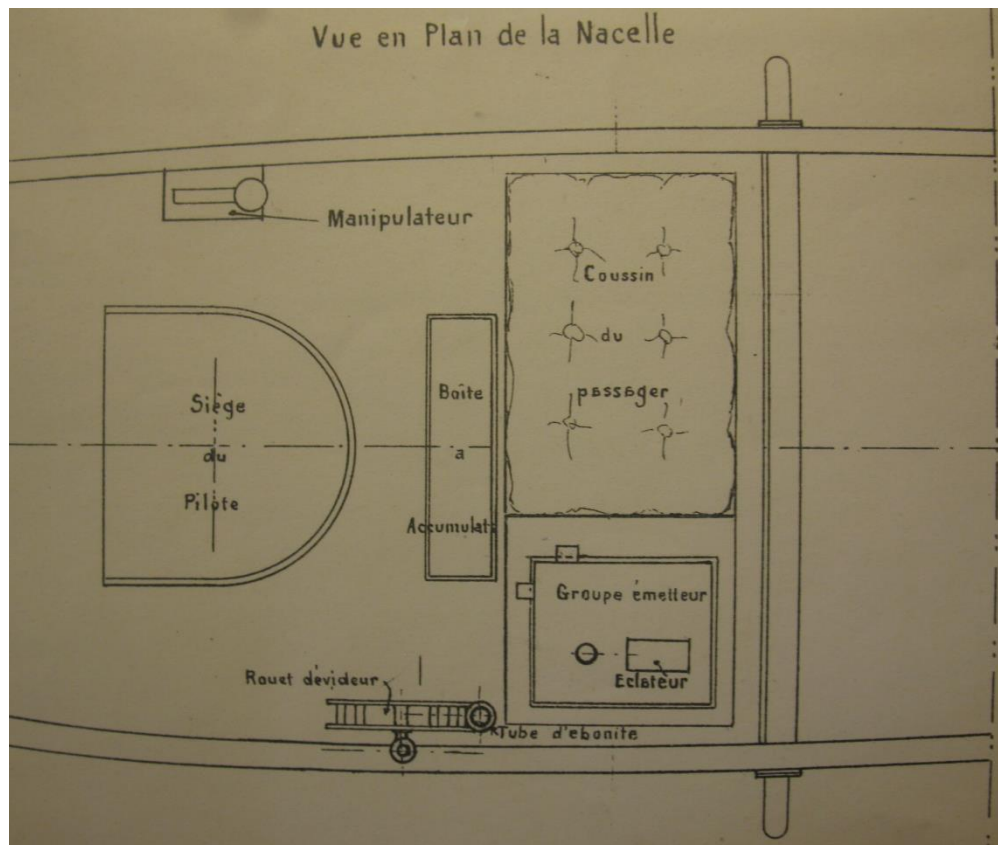 Vue en Plan de la Nacelle
Manipulateur
Coussin
du
passager
Siège
du
Pilote
Boîte
a
Accumulat
Groupe émetteur
Eclateur
Rouet dévideur
Tube d'ebonite